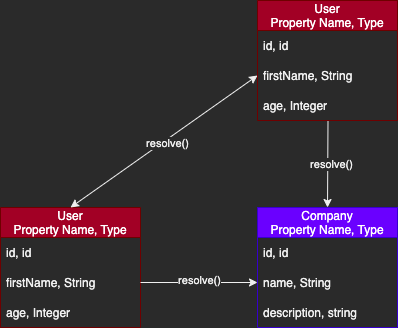 User
Property Name, Type
id, id
firstName, String
age, Integer
resolve()
resolve()
User
Property Name, Type
id, id
firstName, String
age, Integer
resolve()
Company
Property Name, Type
id, id
name, String
description, string